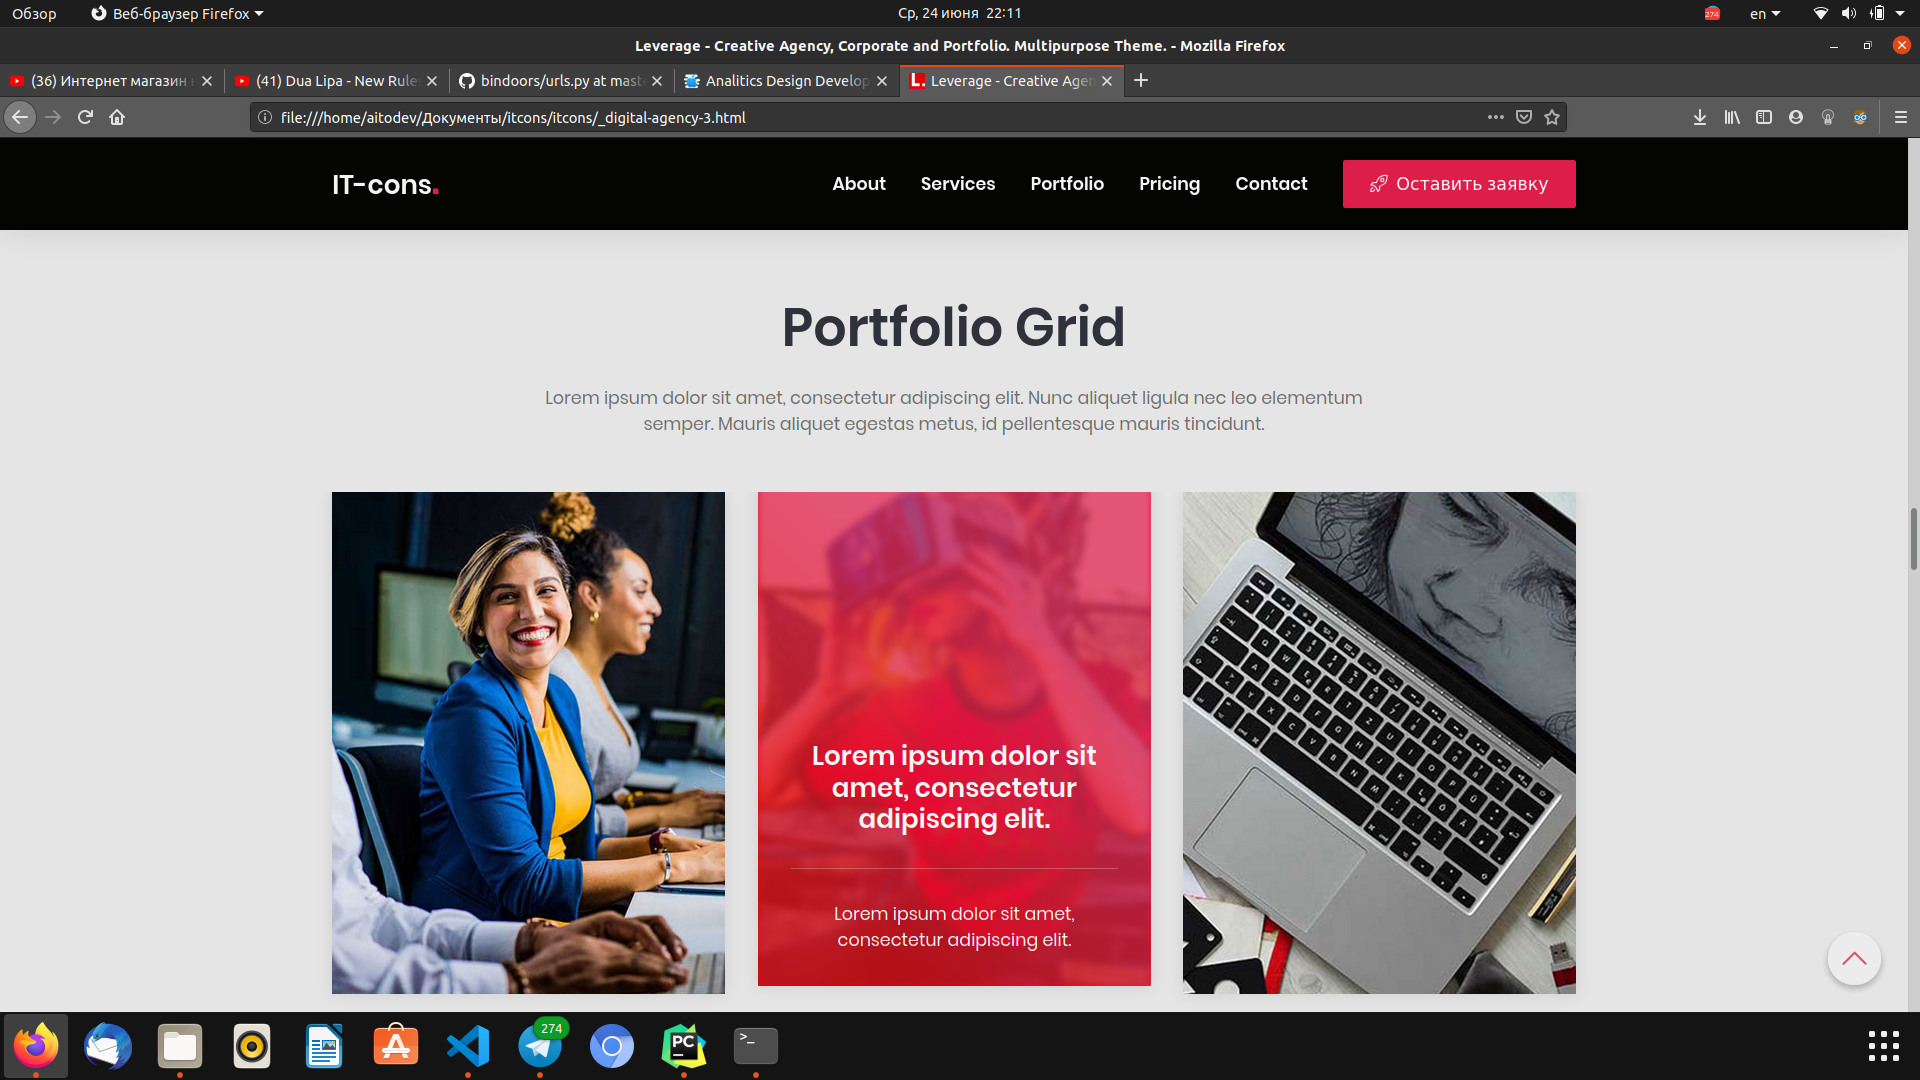 Обзор
Веб-браузер Firefox
Ср, 24 июня 22:11
274
en
Leverage - Creative Agency, Corporate and Portfolio. Multipurpose Theme. - Mozilla Firefox
(36) Интернет магазин
(41) Dua Lipa - New Rule
bindoors/urls.py at mast
Analitics Design Develop
L. Leverage - Creative Agen
file:///home/aitodev/Документы/itcons/itcons/_digital-agency-3.html
IT-cons.
About
Services
Portfolio
Pricing
Contact
Оставить заявку
Portfolio Grid
Lorem ipsum dolor sit amet, consectetur adipiscing elit. Nunc aliquet ligula nec leo elementum
semper. Mauris aliquet egestas metus, id pellentesque mauris tincidunt.
Lorem ipsum dolor sit
amet, consectetur
adipiscing elit.
Lorem ipsum dolor sit amet,
consectetur adipiscing elit.
274
PC
>_